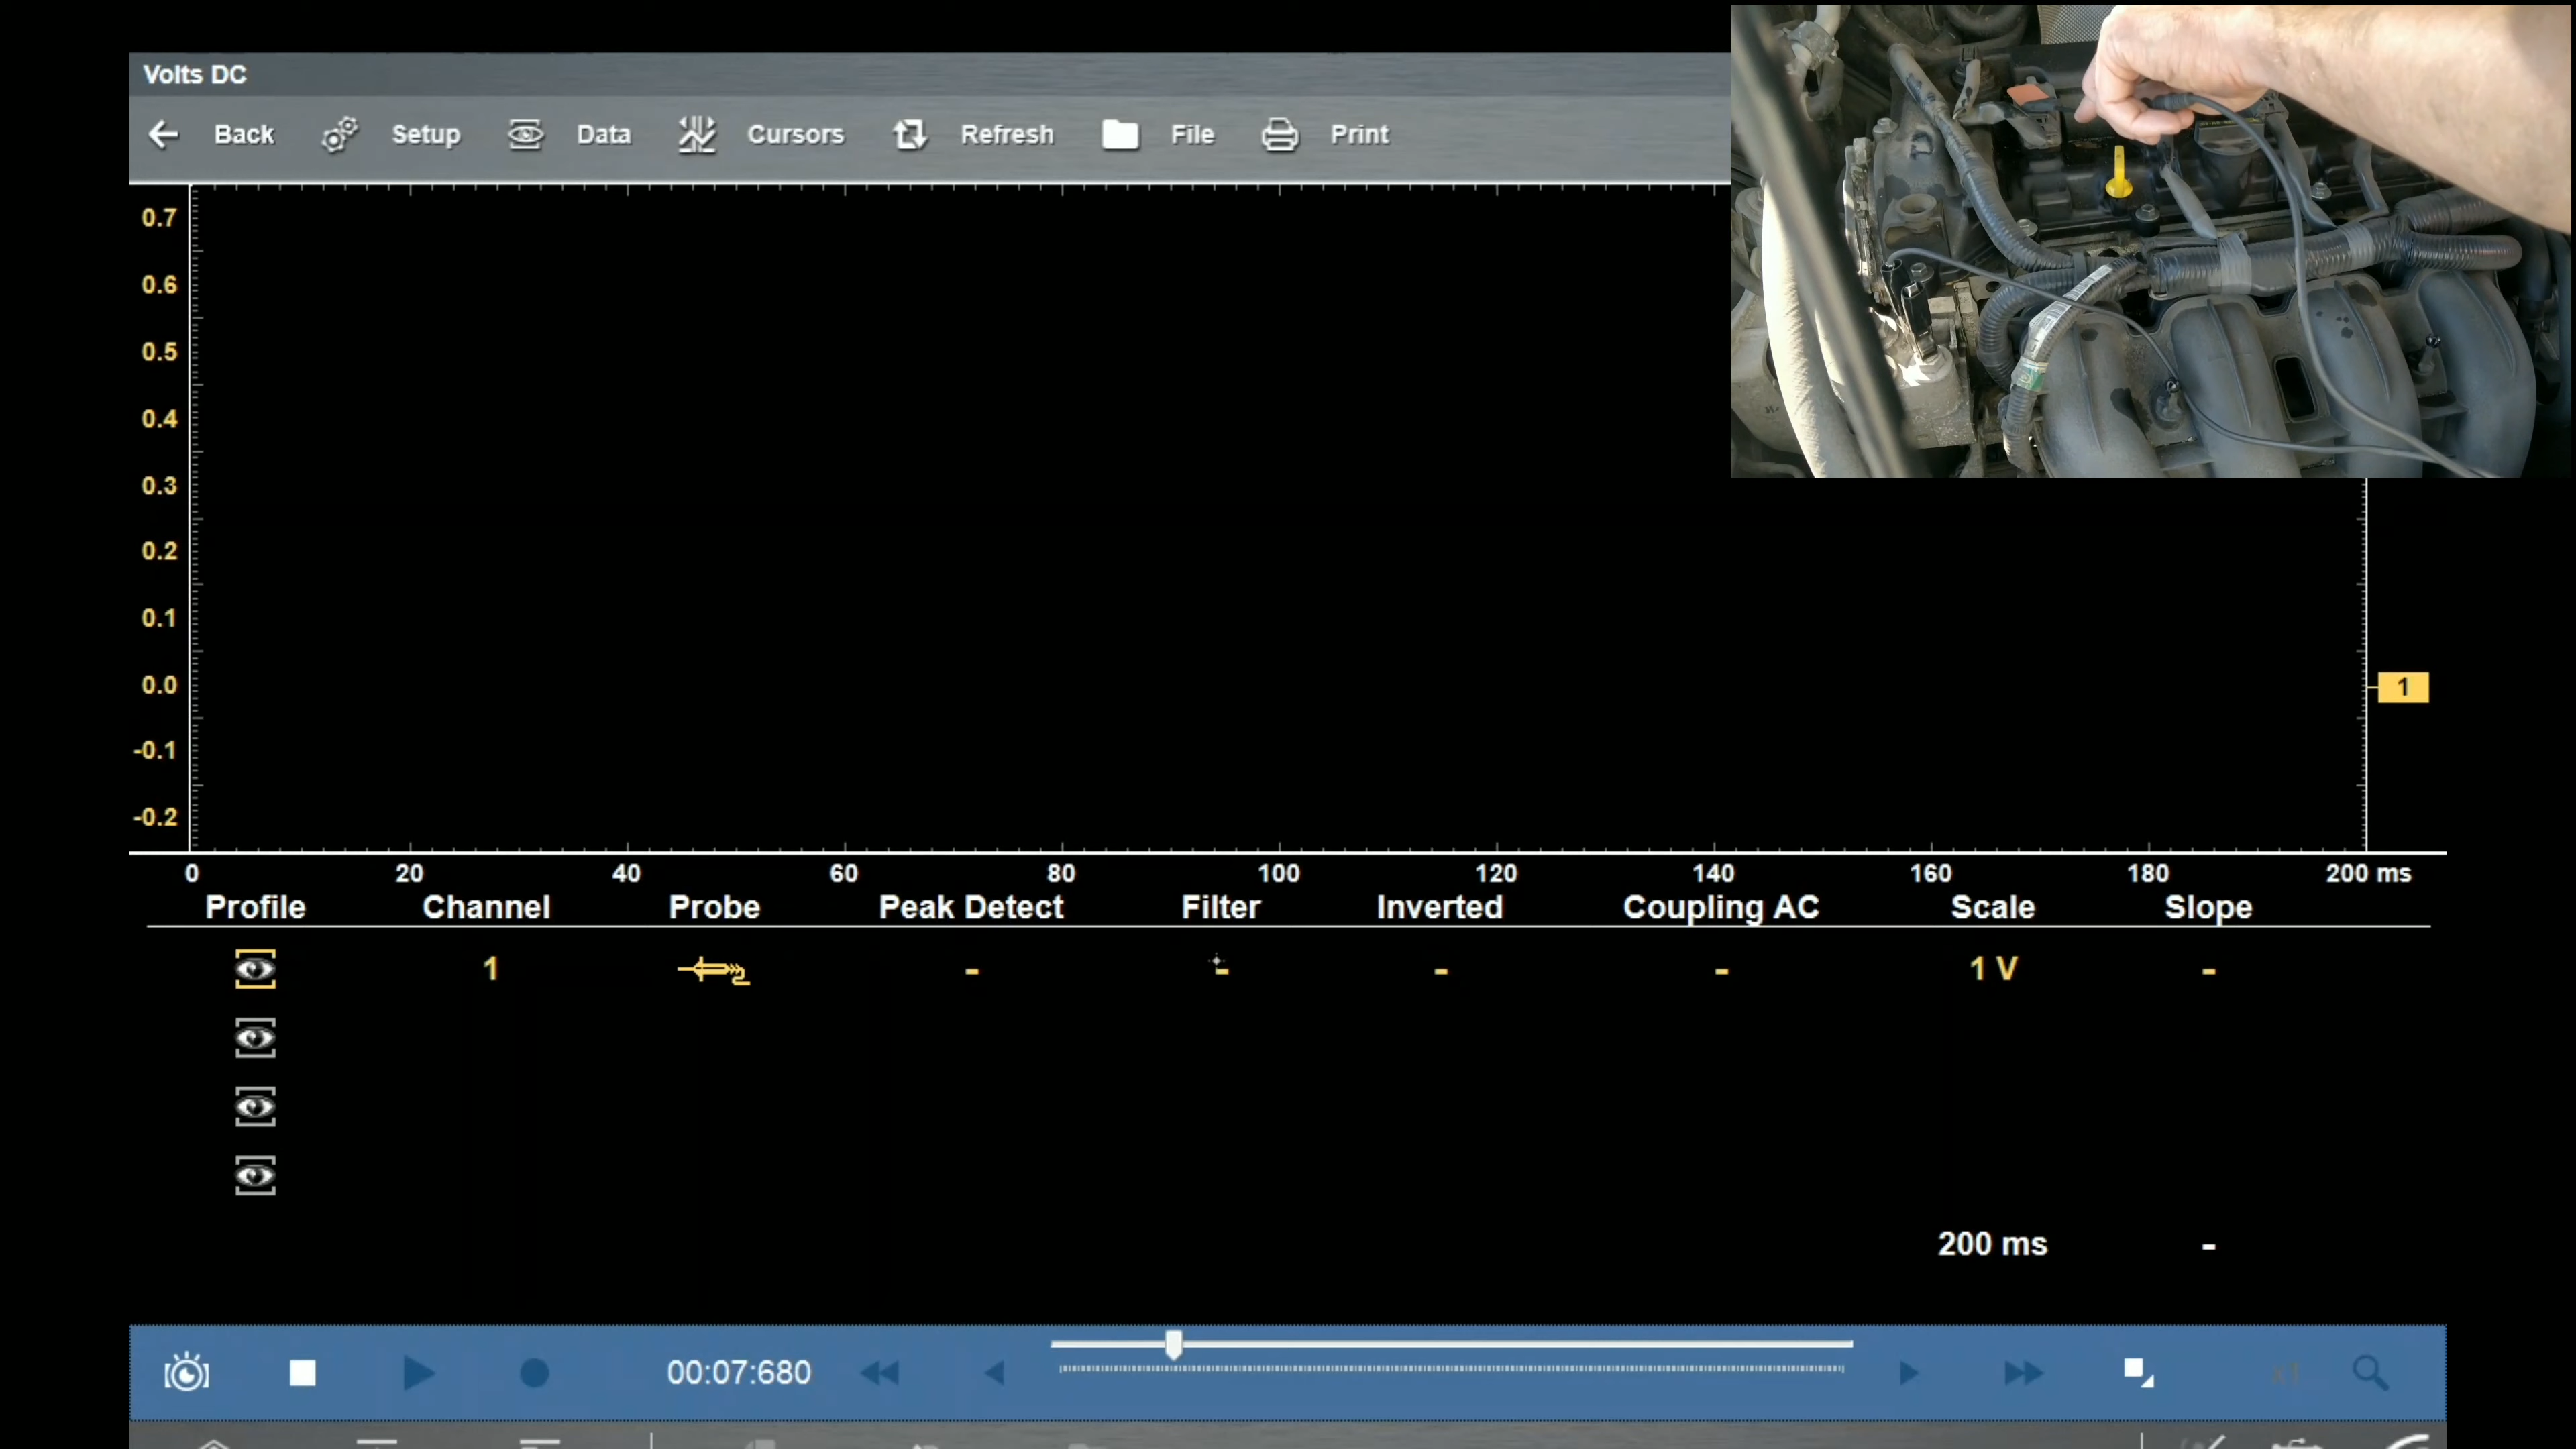 Volts DC
Back Setup Data Cursors Refresh File Print
0.7
0.6
0.5
0.4
0.3
0.2
0.1
0.0
1
-0.1
-0.2
0 20 40 60 80 100 120 140 160 180 200 ms
Profile Channel Probe Peak Detect Filter Inverted Coupling AC Scale Slope
1 - - - - 1 V -
200 ms -
00:07:680 x1